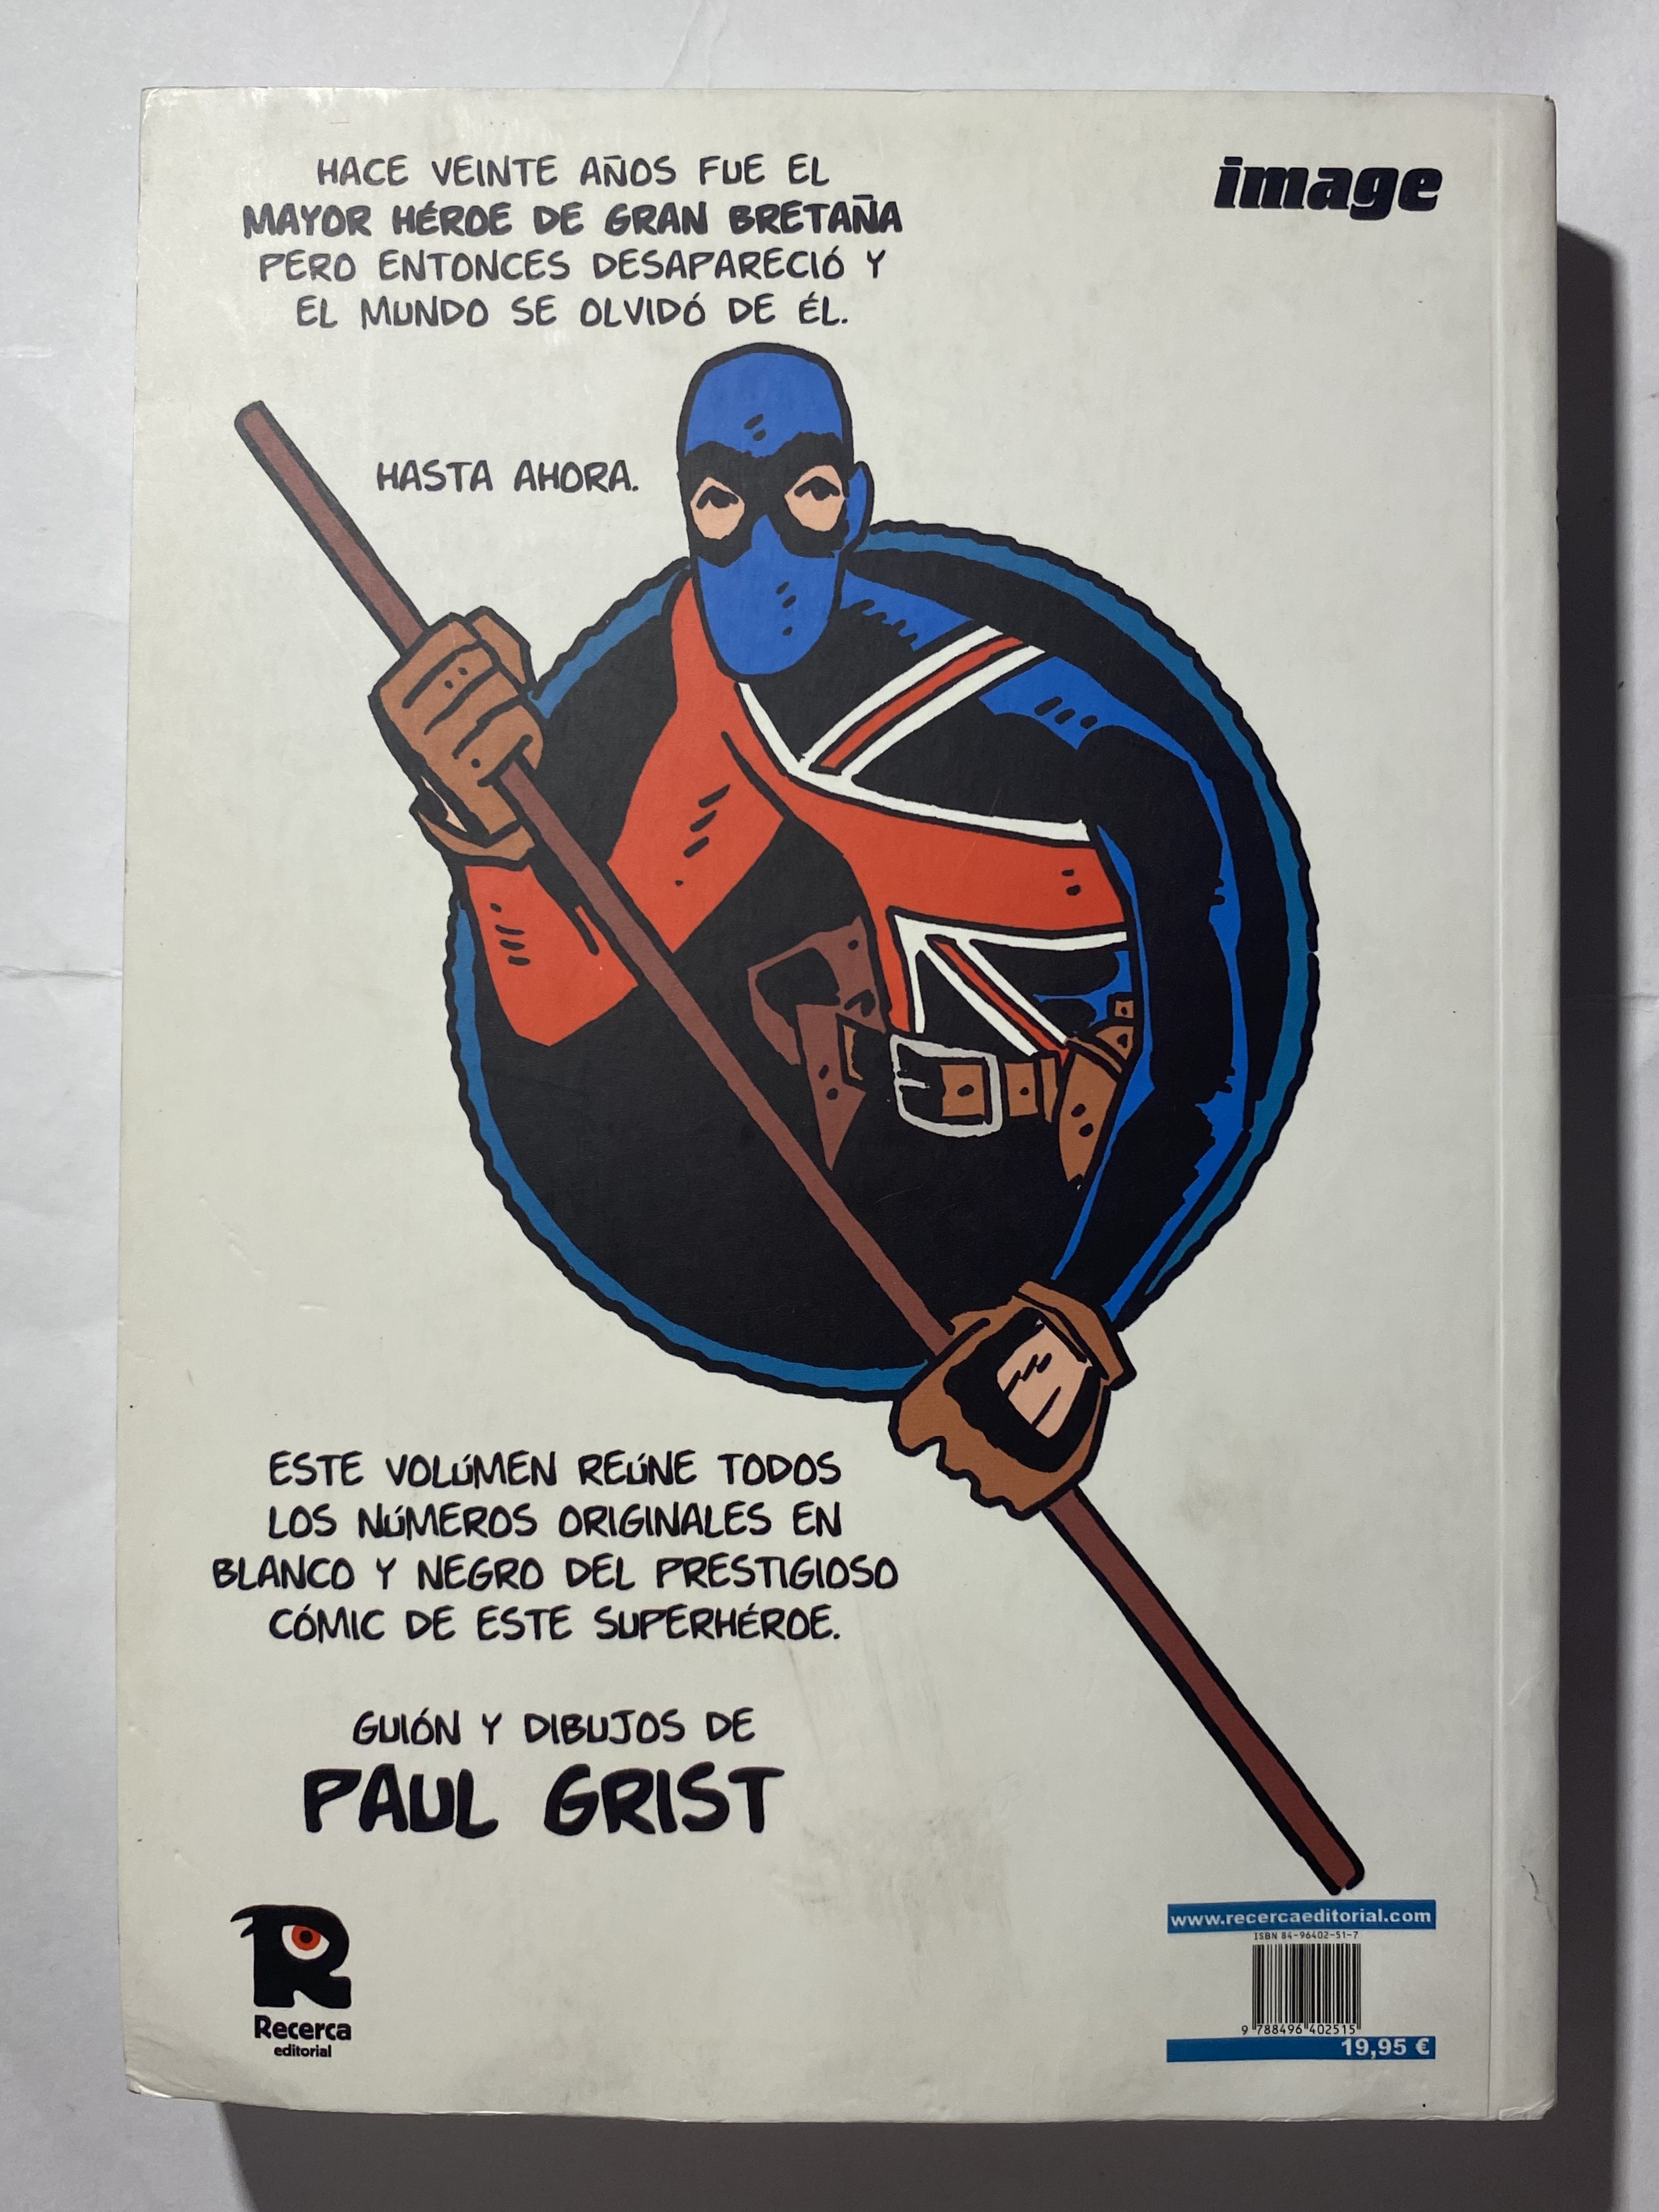 HACE VEINTE AÑOS FUE EL
MAYOR HÉROE DE GRAN BRETAÑA
PERO ENTONCES DESAPARECIÓ Y
EL MUNDO SE OLVIDÓ DE ÉL.
image
HASTA AHORA.
ESTE VOLÚMEN REÚNE TODOS
LOS NÚMEROS ORIGINALES EN
BLANCO Y NEGRO DEL PRESTIGIOSO
CÓMIC DE ESTE SUPERHÉROE.
GUIÓN Y DIBUJOS DE
PAUL GRIST
R
Recerca
editorial
www.recercaeditorial.com
ISBN 84-96402-51-7
9 788496 402515
19,95 €